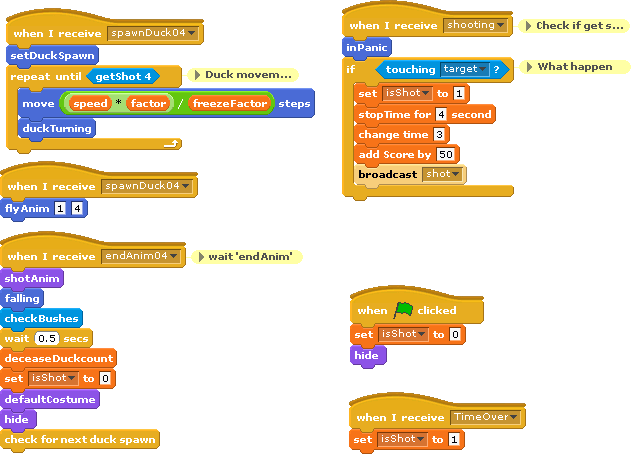 when I receive spawnDuck04
setDuckSpawn
repeat until getShot 4
Duck movem...
move speed * factor / freezeFactor steps
duckTurning
when I receive spawnDuck04
flyAnim 1 4
when I receive endAnim04
wait 'endAnim'
shotAnim
falling
checkBushes
wait 0.5 secs
deceaseDuckcount
set isShot to 0
defaultCostume
hide
check for next duck spawn
when I receive shooting
Check if get s...
inPanic
if touching target ?
What happen
set isShot to 1
stopTime for 4 second
change time 3
add Score by 50
broadcast shot
when clicked
set isShot to 0
hide
when I receive TimeOver
set isShot to 1